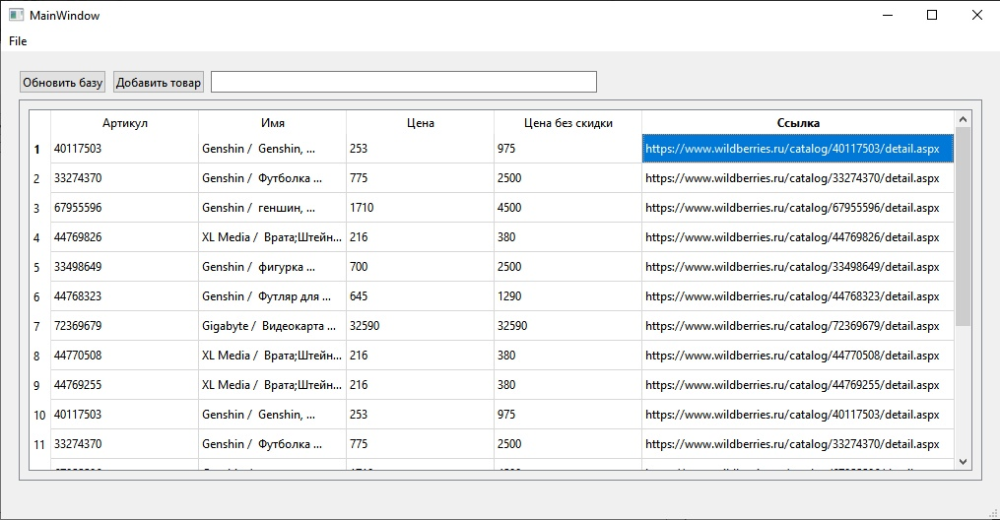 MainWindow
File
Обновить базу Добавить товар
Артикул Имя Цена Цена без скидки Ссылка
1 40117503 Genshin / Genshin, ... 253 975 https://www.wildberries.ru/catalog/40117503/detail.aspx
2 33274370 Genshin / Футболка ... 775 2500 https://www.wildberries.ru/catalog/33274370/detail.aspx
3 67955596 Genshin / геншин, ... 1710 4500 https://www.wildberries.ru/catalog/67955596/detail.aspx
4 44769826 XL Media / Врата;Штейн... 216 380 https://www.wildberries.ru/catalog/44769826/detail.aspx
5 33498649 Genshin / фигурка ... 700 2500 https://www.wildberries.ru/catalog/33498649/detail.aspx
6 44768323 Genshin / Футляр для ... 645 1290 https://www.wildberries.ru/catalog/44768323/detail.aspx
7 72369679 Gigabyte / Видеокарта ... 32590 32590 https://www.wildberries.ru/catalog/72369679/detail.aspx
8 44770508 XL Media / Врата;Штейн... 216 380 https://www.wildberries.ru/catalog/44770508/detail.aspx
9 44769255 XL Media / Врата;Штейн... 216 380 https://www.wildberries.ru/catalog/44769255/detail.aspx
10 40117503 Genshin / Genshin, ... 253 975 https://www.wildberries.ru/catalog/40117503/detail.aspx
11 33274370 Genshin / Футболка ... 775 2500 https://www.wildberries.ru/catalog/33274370/detail.aspx